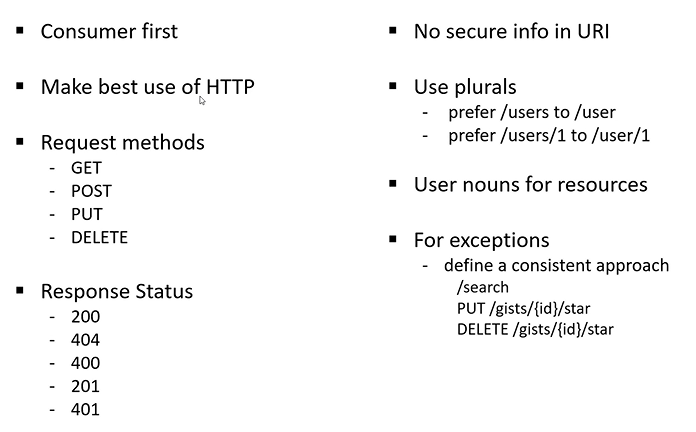 ▪ Consumer first
▪ Make best use of HTTP
▪ Request methods
- GET
- POST
- PUT
- DELETE
▪ Response Status
- 200
- 404
- 400
- 201
- 401
▪ No secure info in URI
▪ Use plurals
- prefer /users to /user
- prefer /users/1 to /user/1
▪ User nouns for resources
▪ For exceptions
- define a consistent approach
/search
PUT /gists/{id}/star
DELETE /gists/{id}/star